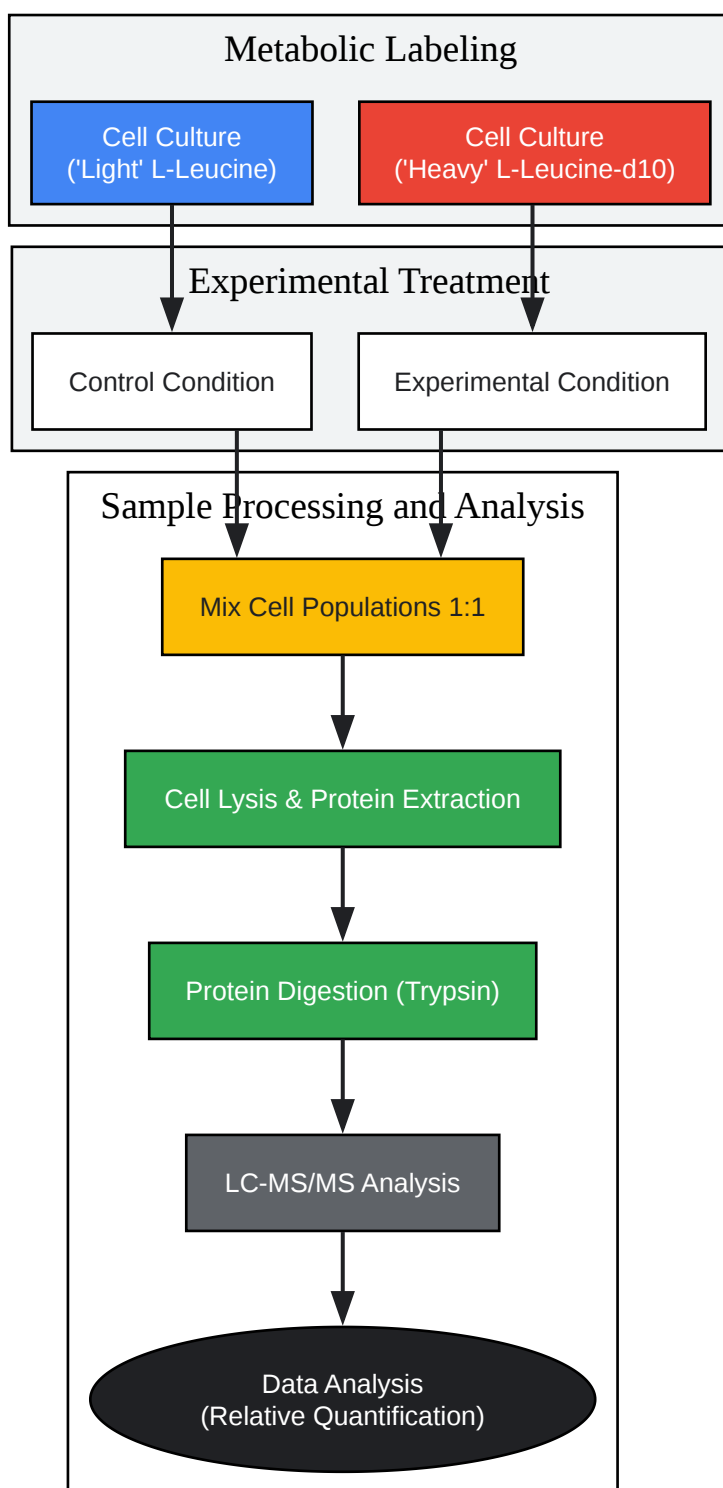 Metabolic Labeling
Cell Culture
('Light' L-Leucine)
Cell Culture
('Heavy' L-Leucine-d10)
Experimental Treatment
Control Condition
Experimental Condition
Sample Processing and Analysis
Mix Cell Populations 1:1
Cell Lysis & Protein Extraction
Protein Digestion (Trypsin)
LC-MS/MS Analysis
Data Analysis
(Relative Quantification)